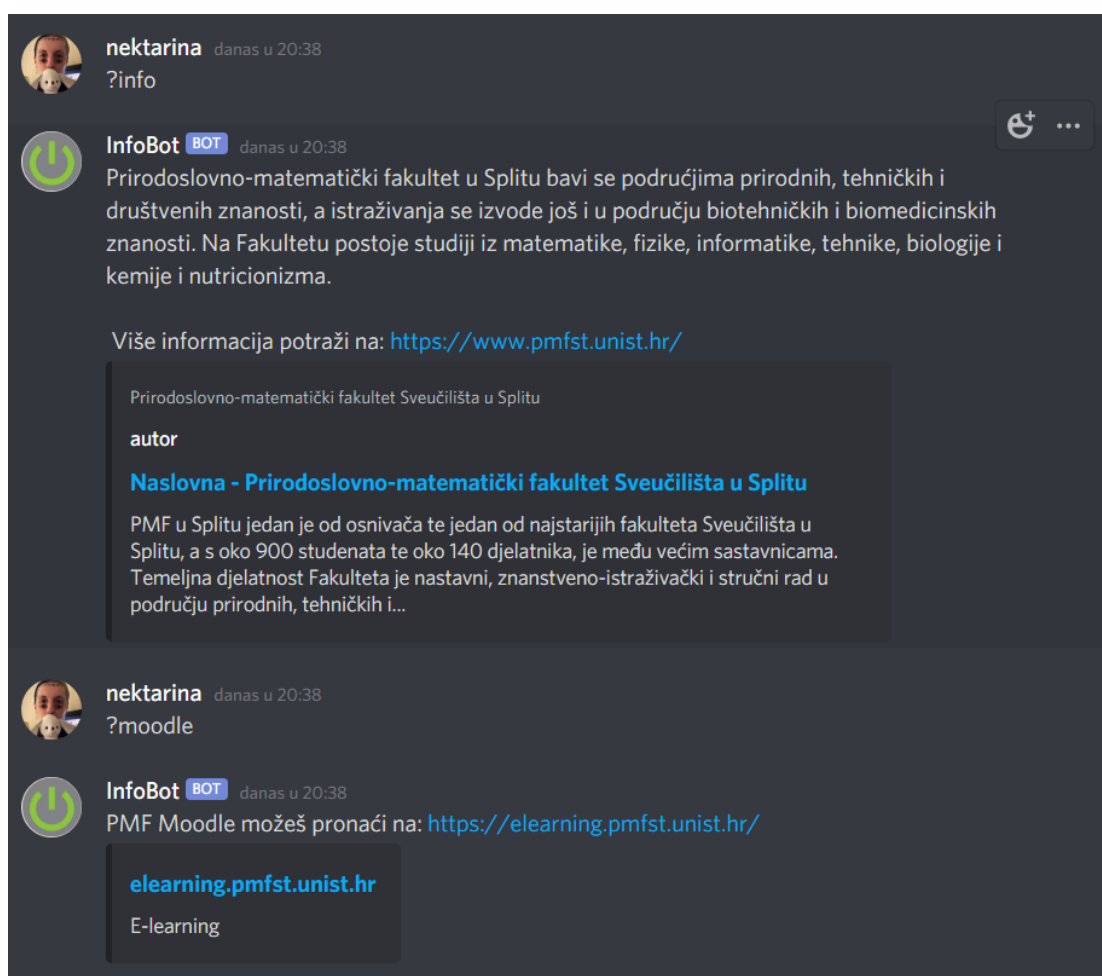 nektarina danas u 20:38
?info
InfoBot BOT danas u 20:38
Prirodoslovno-matematički fakultet u Splitu bavi se područjima prirodnih, tehničkih i
društvenih znanosti, a istraživanja se izvode još i u području biotehničkih i biomedicinskih
znanosti. Na Fakultetu postoje studiji iz matematike, fizike, informatike, tehnike, biologije i
kemije i nutricionizma.
Više informacija potraži na: https://www.pmfst.unist.hr/
Prirodoslovno-matematički fakultet Sveučilišta u Splitu
autor
Naslovna - Prirodoslovno-matematički fakultet Sveučilišta u Splitu
PMF u Splitu jedan je od osnivača te jedan od najstarijih fakulteta Sveučilišta u
Splitu, a s oko 900 studenata te oko 140 djelatnika, je među većim sastavnicama.
Temeljna djelatnost Fakulteta je nastavni, znanstveno-istraživački i stručni rad u
području prirodnih, tehničkih i...
nektarina danas u 20:38
?moodle
InfoBot BOT danas u 20:38
PMF Moodle možeš pronaći na: https://elearning.pmfst.unist.hr/
elearning.pmfst.unist.hr
E-learning